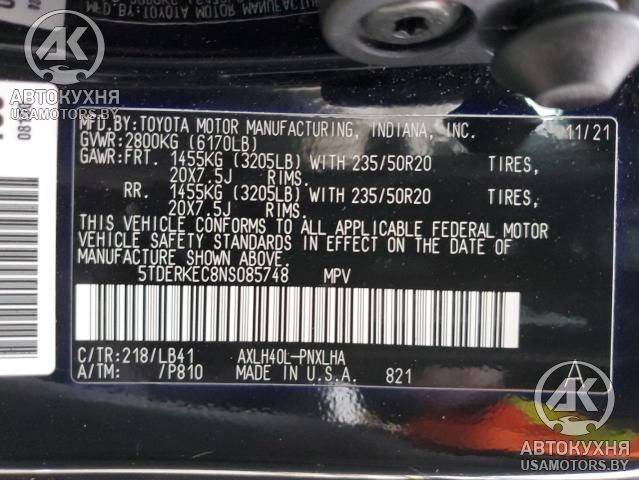 AK
АВТОКУХНЯ
USAMOTORS.BY
MFD.BY:TOYOTA MOTOR MANUFACTURING, INDIANA, INC. 11/21
GVWR:2800KG (6170LB)
GAWR:FRT. 1455KG (3205LB) WITH 235/50R20 TIRES,
20X7.5J RIMS.
RR. 1455KG (3205LB) WITH 235/50R20 TIRES,
20X7.5J RIMS.
THIS VEHICLE CONFORMS TO ALL APPLICABLE FEDERAL MOTOR
VEHICLE SAFETY STANDARDS IN EFFECT ON THE DATE OF
MANUFACTURE SHOWN ABOVE.
5TDERKEC8NS085748 MPV
C/TR:218/LB41 AXLH40L-PNXLHA A
A/TM: /P810 MADE IN U.S.A. 821
AK
АВТОКУХНЯ
USAMOTORS.BY